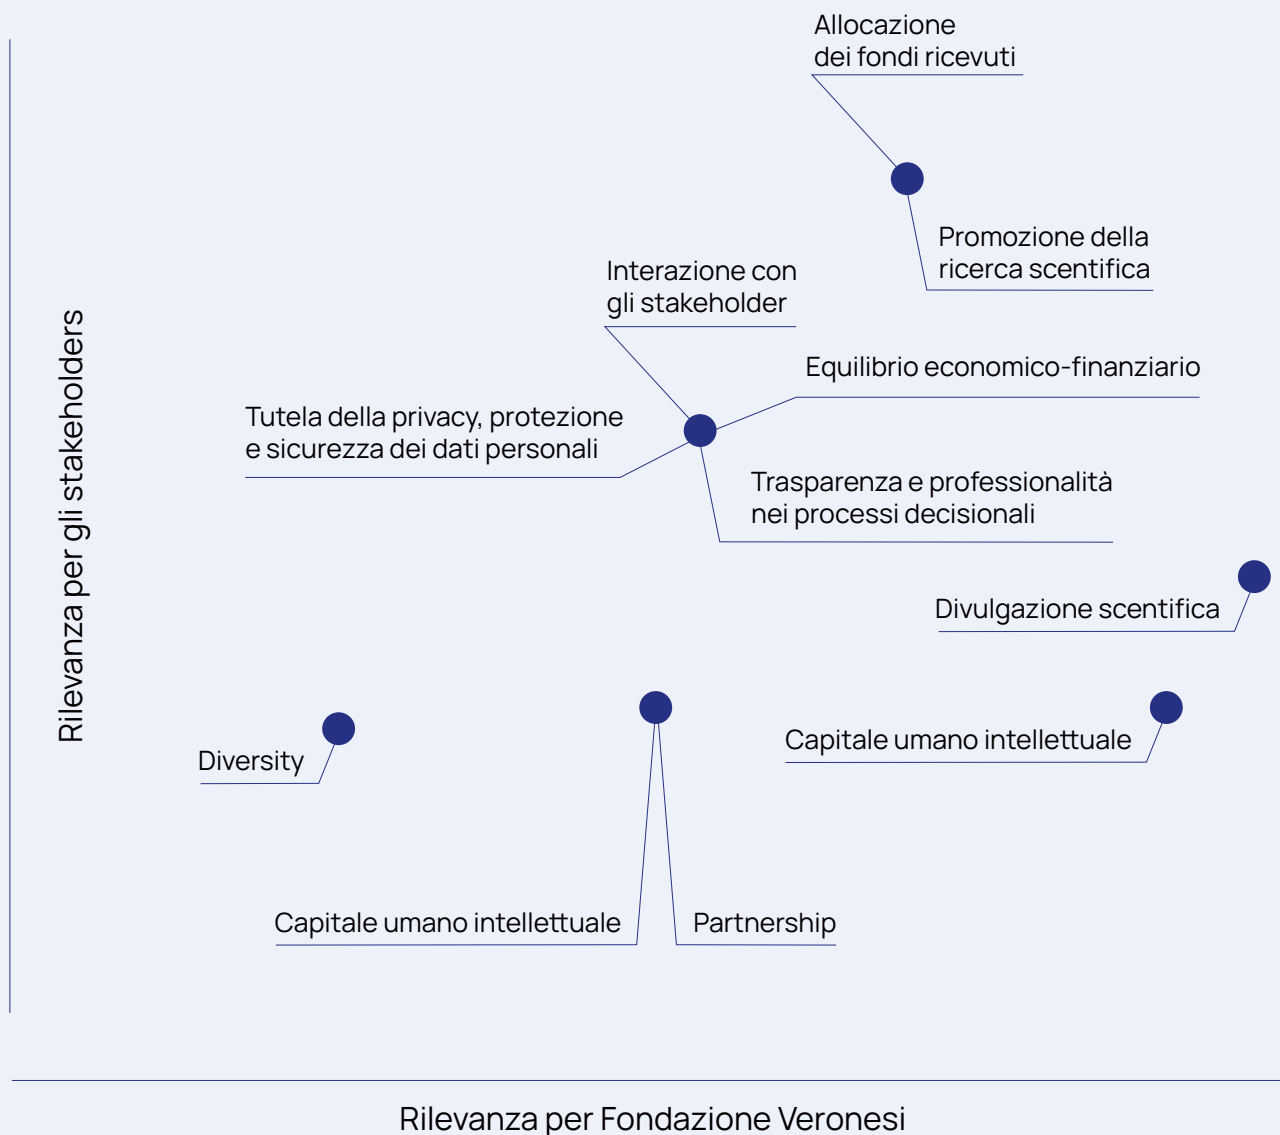 Allocazione
dei fondi ricevuti
Promozione della
ricerca scentifica
Interazione con
gli stakeholder
Equilibrio economico-finanziario
Tutela della privacy, protezione
e sicurezza dei dati personali
Trasparenza e professionalità
nei processi decisionali
Divulgazione scentifica
Capitale umano intellettuale
Diversity
Capitale umano intellettuale
Partnership
Rilevanza per gli stakeholders
Rilevanza per Fondazione Veronesi